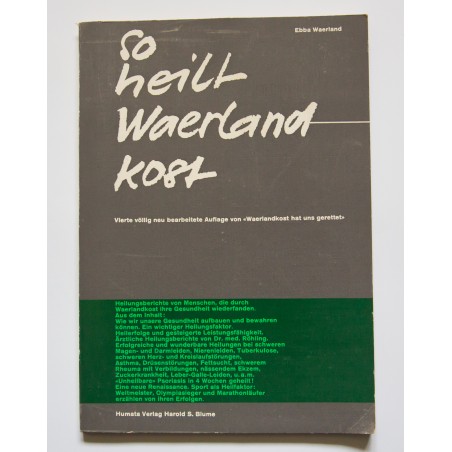 Ebba Waerland
so
heilt
Waerland
kost
Vierte völlig neu bearbeitete Auflage von «Waerlandkost hat uns gerettet»
Heilungsberichte von Menschen, die durch
Waerlandkost ihre Gesundheit wiederfanden.
Aus dem Inhalt:
Wie wir unsere Gesundheit aufbauen und bewahren
können. Ein wichtiger Heilungsfaktor.
Heilerfolge und gesteigerte Leistungsfähigkeit.
Ärztliche Heilungsberichte von Dr. med. Röhling.
Erfolgreiche und wunderbare Heilungen bei schweren
Magen- und Darmleiden, Nierenleiden, Tuberkulose,
schweren Herz- und Kreislaufstörungen,
Asthma, Drüsenstörungen, Fettsucht, schwerem
Rheuma mit Verbildungen, nässendem Ekzem,
Zuckerkrankheit, Leber-Galle-Leiden, u.a.m.
«Unheilbare» Psoriasis in 4 Wochen geheilt!
Eine neue Renaissance. Sport als Heilfaktor:
Weltmeister, Olympiasieger und Marathonläufer
erzählen von ihren Erfolgen.
Humata Verlag Harold S. Blume